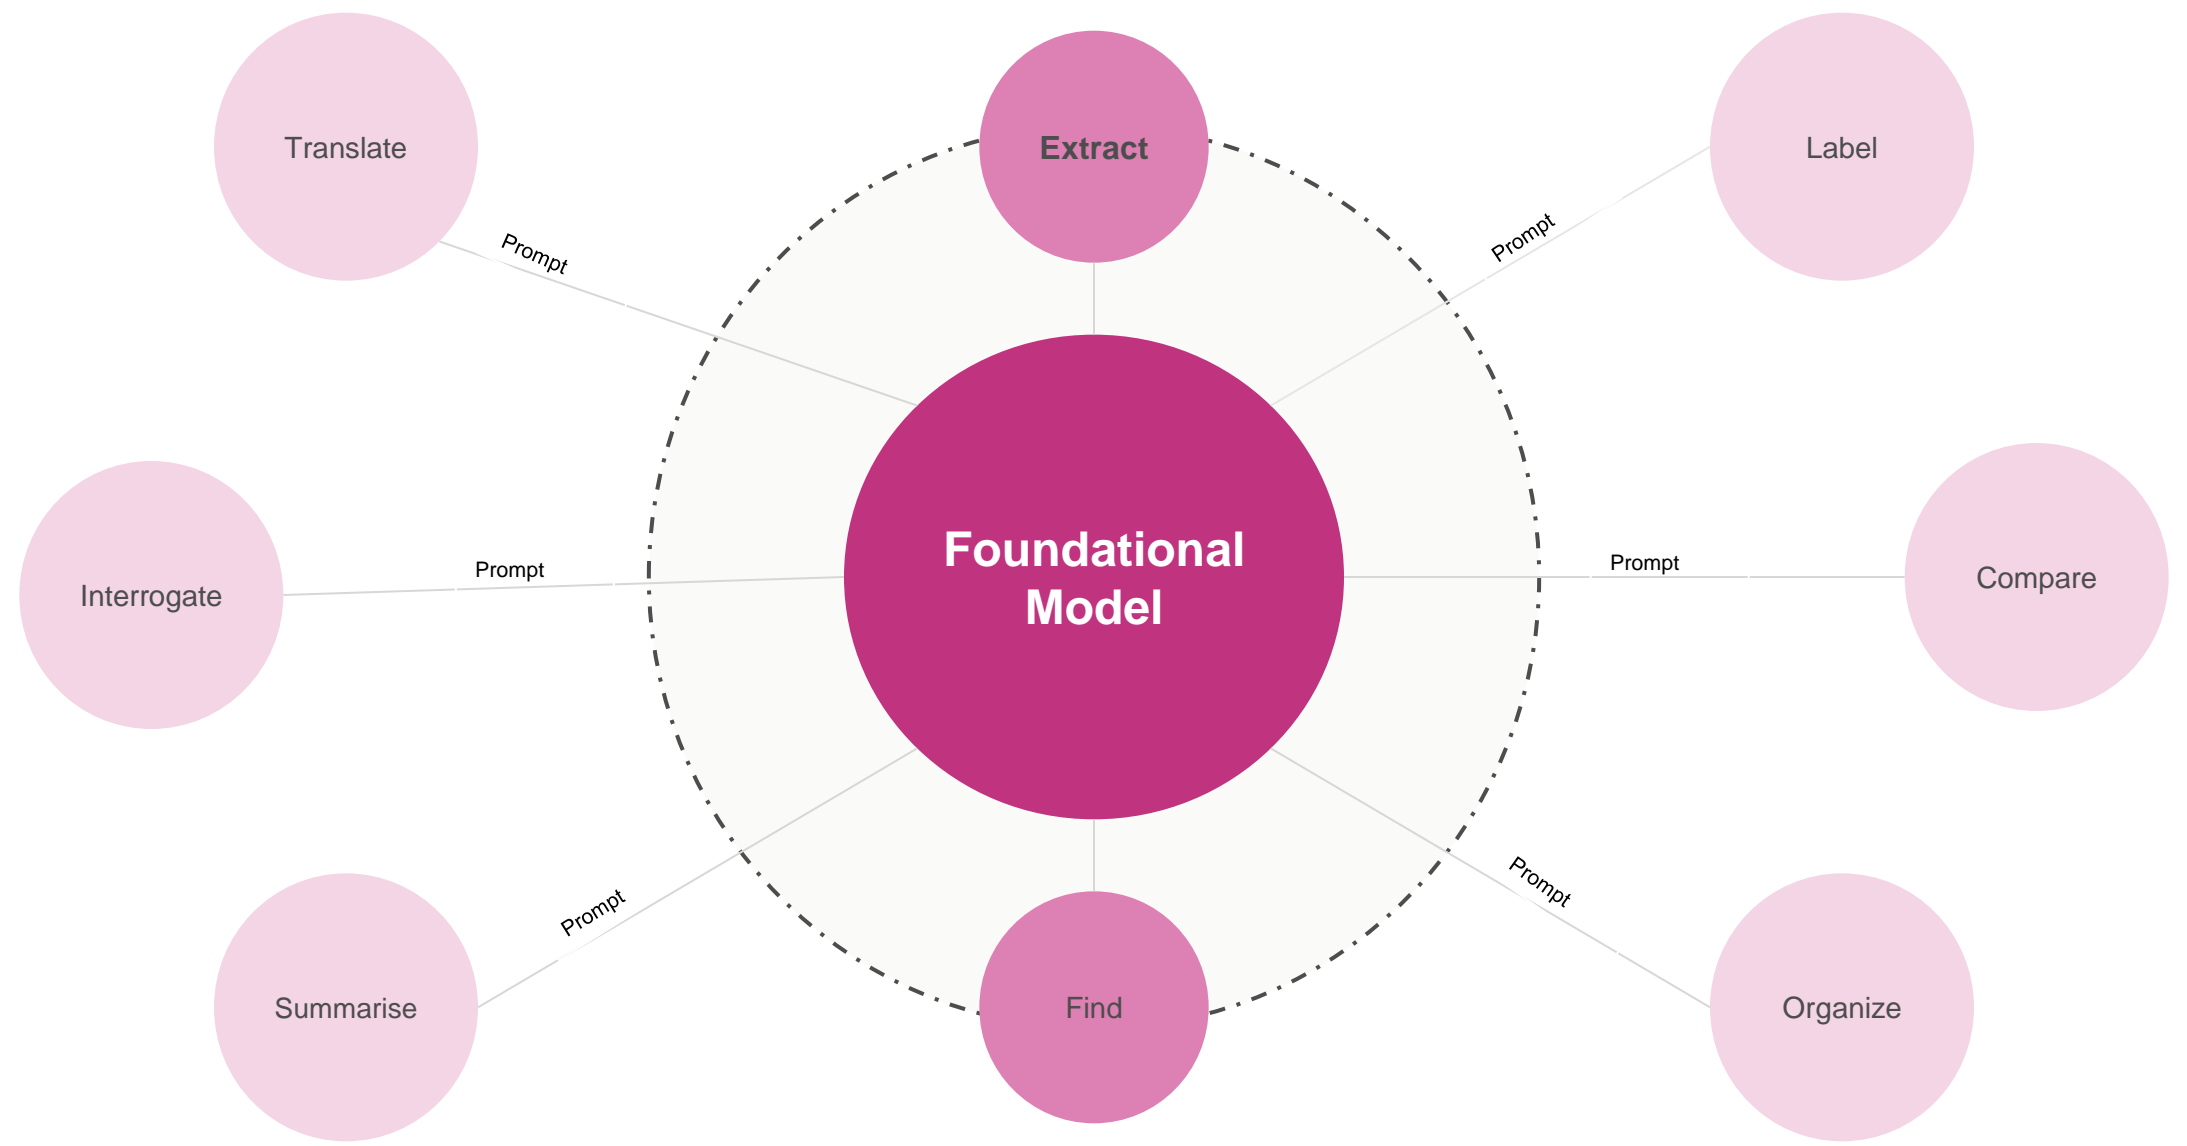 Translate
Extract
Label
Prompt
Prompt
Foundational
Model
Interrogate
Prompt
Prompt
Compare
Prompt
Prompt
Summarise
Find
Organize